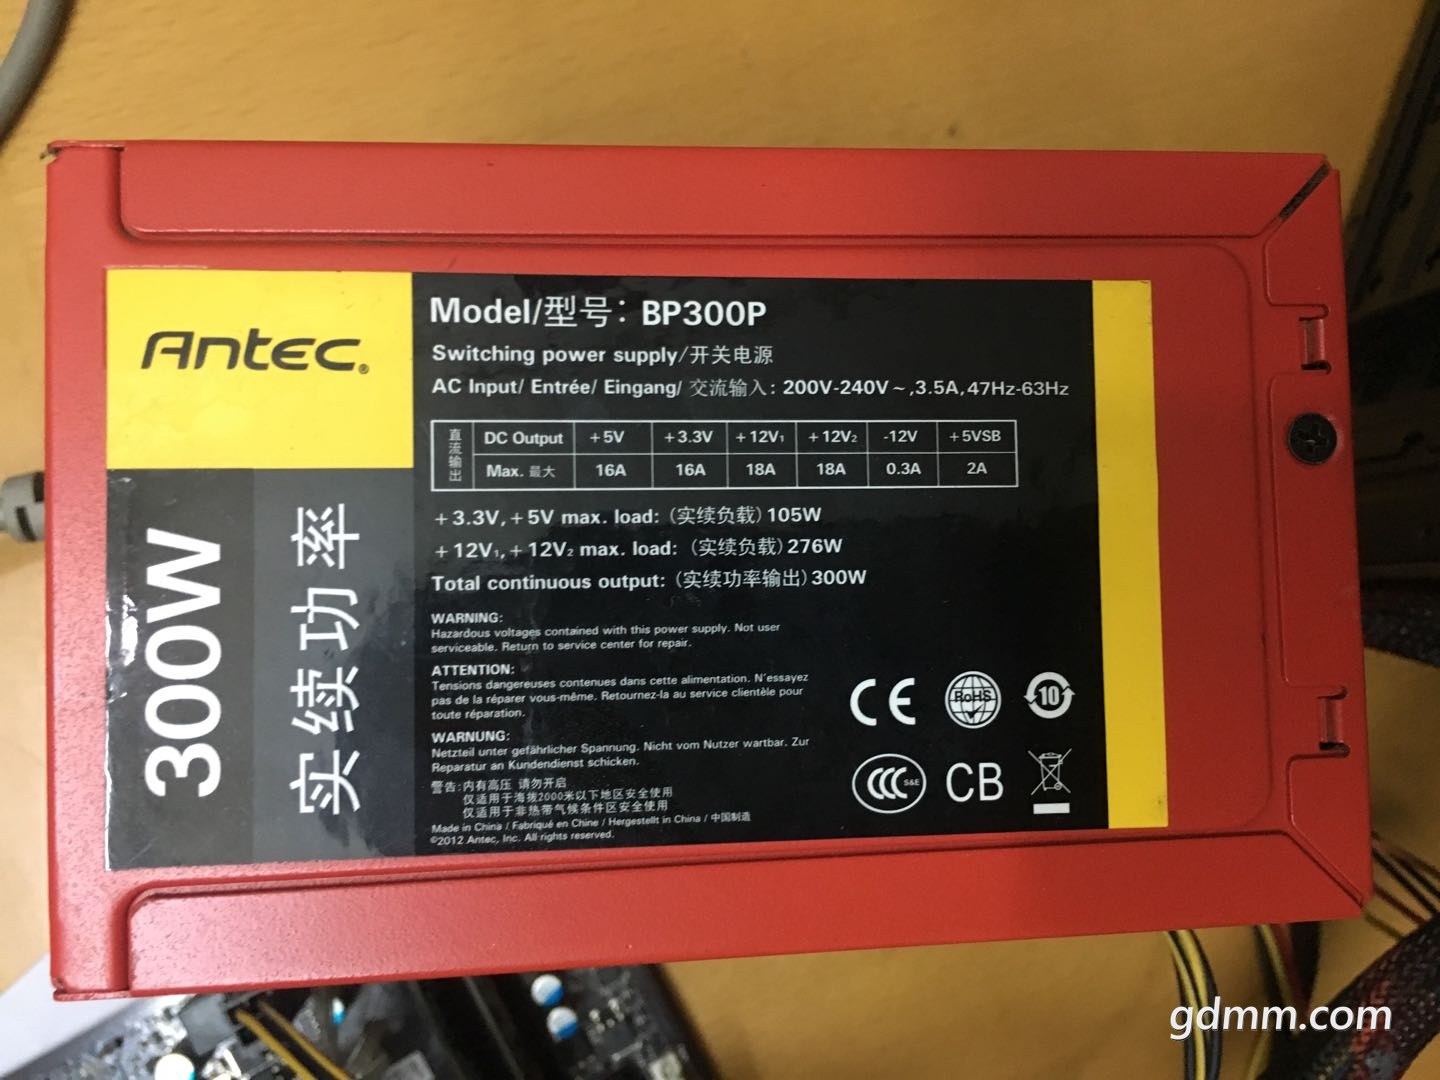 Antec®
300W
实续功率
Model/型号：BP300P
Switching power supply/开关电源
AC Input/ Entrée/ Eingang/ 交流输入: 200V-240V ~ ,3.5A,47Hz-63Hz
直流输出 DC Output +5V +3.3V +12V₁ +12V₂ -12V +5VSB
Max. 最大 16A 16A 18A 18A 0.3A 2A
+3.3V,+5V max. load: (实续负载)105W
+12V₁,+12V₂ max. load: (实续负载)276W
Total continuous output: (实续功率输出)300W
WARNING:
Hazardous voltages contained with this power supply. Not user
serviceable. Return to service center for repair.
ATTENTION:
Tensions dangereuses contenues dans cette alimentation. N'essayez
pas de la réparer vous-même. Retournez-la au service clientèle pour
toute réparation.
WARNUNG:
Netzteil unter gefährlicher Spannung. Nicht vom Nutzer wartbar. Zur
Reparatur an Kundendienst schicken.
警告:内有高压 请勿开启
仅适用于海拔2000米以下地区安全使用
仅适用于非热带气候条件区安全使用
Made in China / Fabriqué en Chine / Hergestellt in China / 中国制造
©2012 Antec, Inc. All rights reserved.
CE RoHS 10
CCC S&E CB
gdmm.com